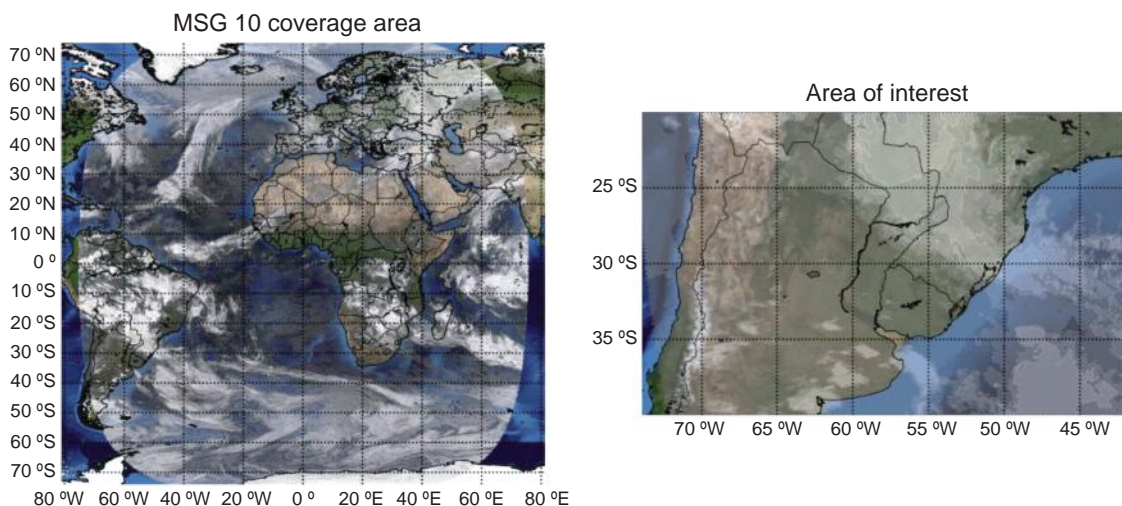 MSG 10 coverage area
70 ºN
60 ºN
50 ºN
40 ºN
30 ºN
20 ºN
10 ºN
0 º
10 ºS
20 ºS
30 ºS
40 ºS
50 ºS
60 ºS
70 ºS
80 ºW 60 ºW 40 ºW 20 ºW 0 º 20 ºE 40 ºE 60 ºE 80 ºE
Area of interest
25 ºS
30 ºS
35 ºS
70 ºW 65 ºW 60 ºW 55 ºW 50 ºW 45 ºW